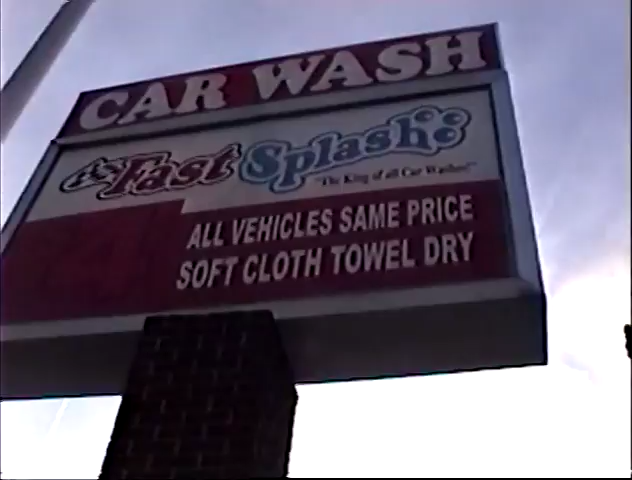 CAR WASH
Fast Splash
"The King of all Car Washes"
ALL VEHICLES SAME PRICE
SOFT CLOTH TOWEL DRY